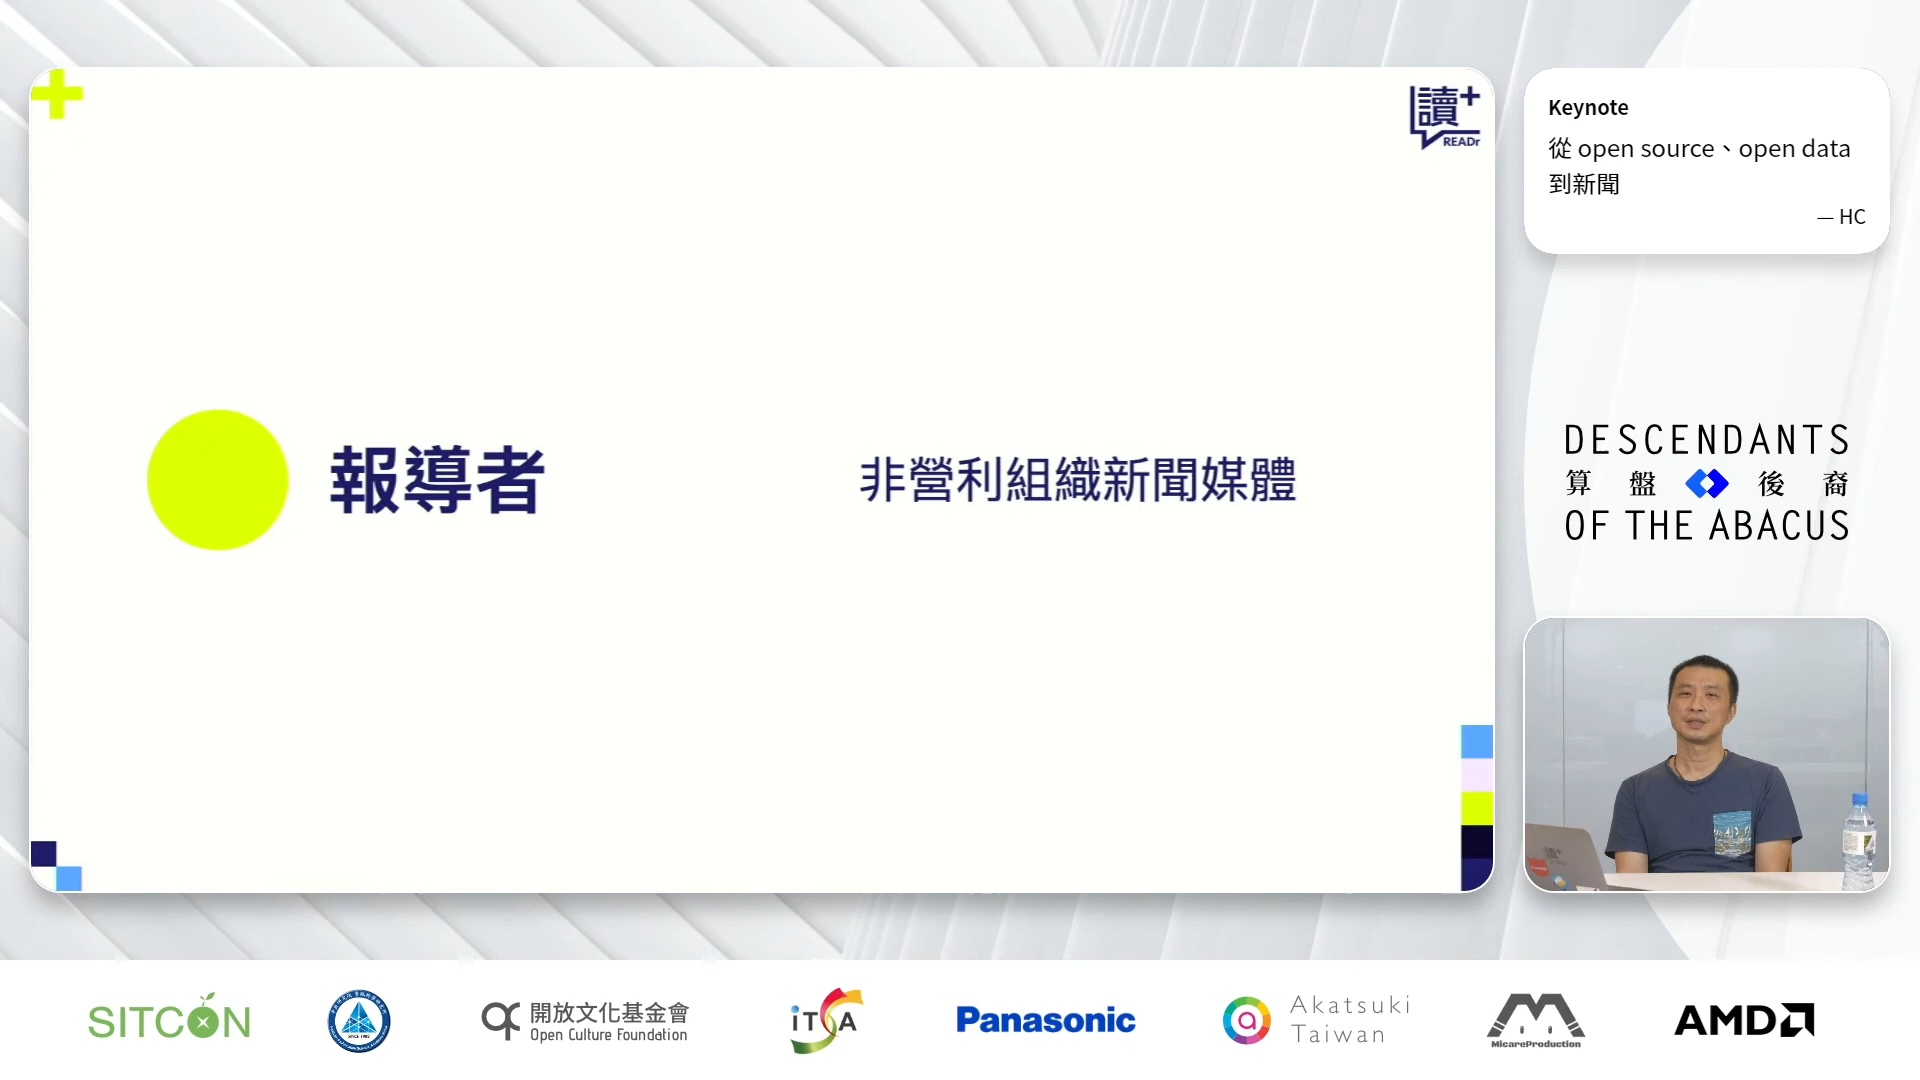 讀+
READr
報導者
非營利組織新聞媒體
Keynote
從 open source、open data
到新聞
— HC
DESCENDANTS
算盤後裔
OF THE ABACUS
SITCON
開放文化基金會
Open Culture Foundation
iTSA
Panasonic
Akatsuki
Taiwan
MicareProduction
AMD